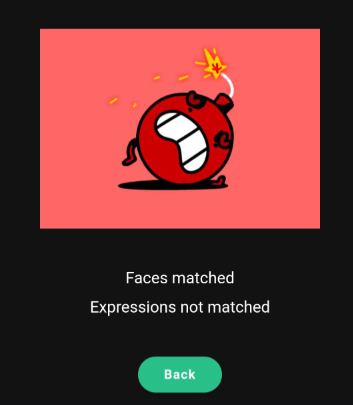 Faces matched
Expressions not matched
Back